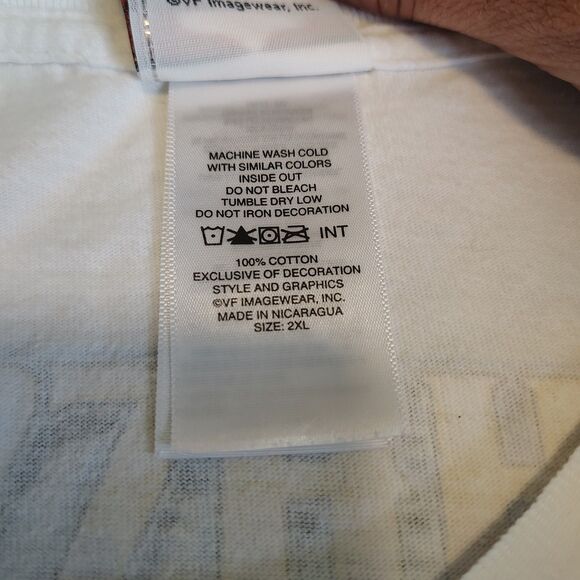 ©VF Imagewear, Inc.
MACHINE WASH COLD
WITH SIMILAR COLORS
INSIDE OUT
DO NOT BLEACH
TUMBLE DRY LOW
DO NOT IRON DECORATION
INT
100% COTTON
EXCLUSIVE OF DECORATION
STYLE AND GRAPHICS
©VF IMAGEWEAR, INC.
MADE IN NICARAGUA
SIZE: 2XL